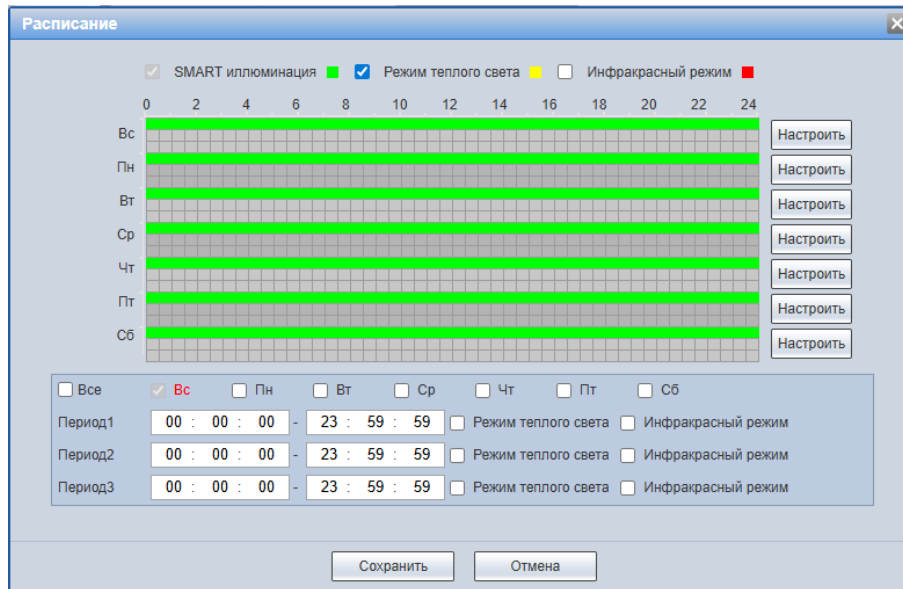 Расписание
SMART иллюминация Режим теплого света Инфракрасный режим
0 2 4 6 8 10 12 14 16 18 20 22 24
Вс Настроить
Пн Настроить
Вт Настроить
Ср Настроить
Чт Настроить
Пт Настроить
Сб Настроить
Все Вс Пн Вт Ср Чт Пт Сб
Период1 00 : 00 : 00 - 23 : 59 : 59 Режим теплого света Инфракрасный режим
Период2 00 : 00 : 00 - 23 : 59 : 59 Режим теплого света Инфракрасный режим
Период3 00 : 00 : 00 - 23 : 59 : 59 Режим теплого света Инфракрасный режим
Сохранить Отмена